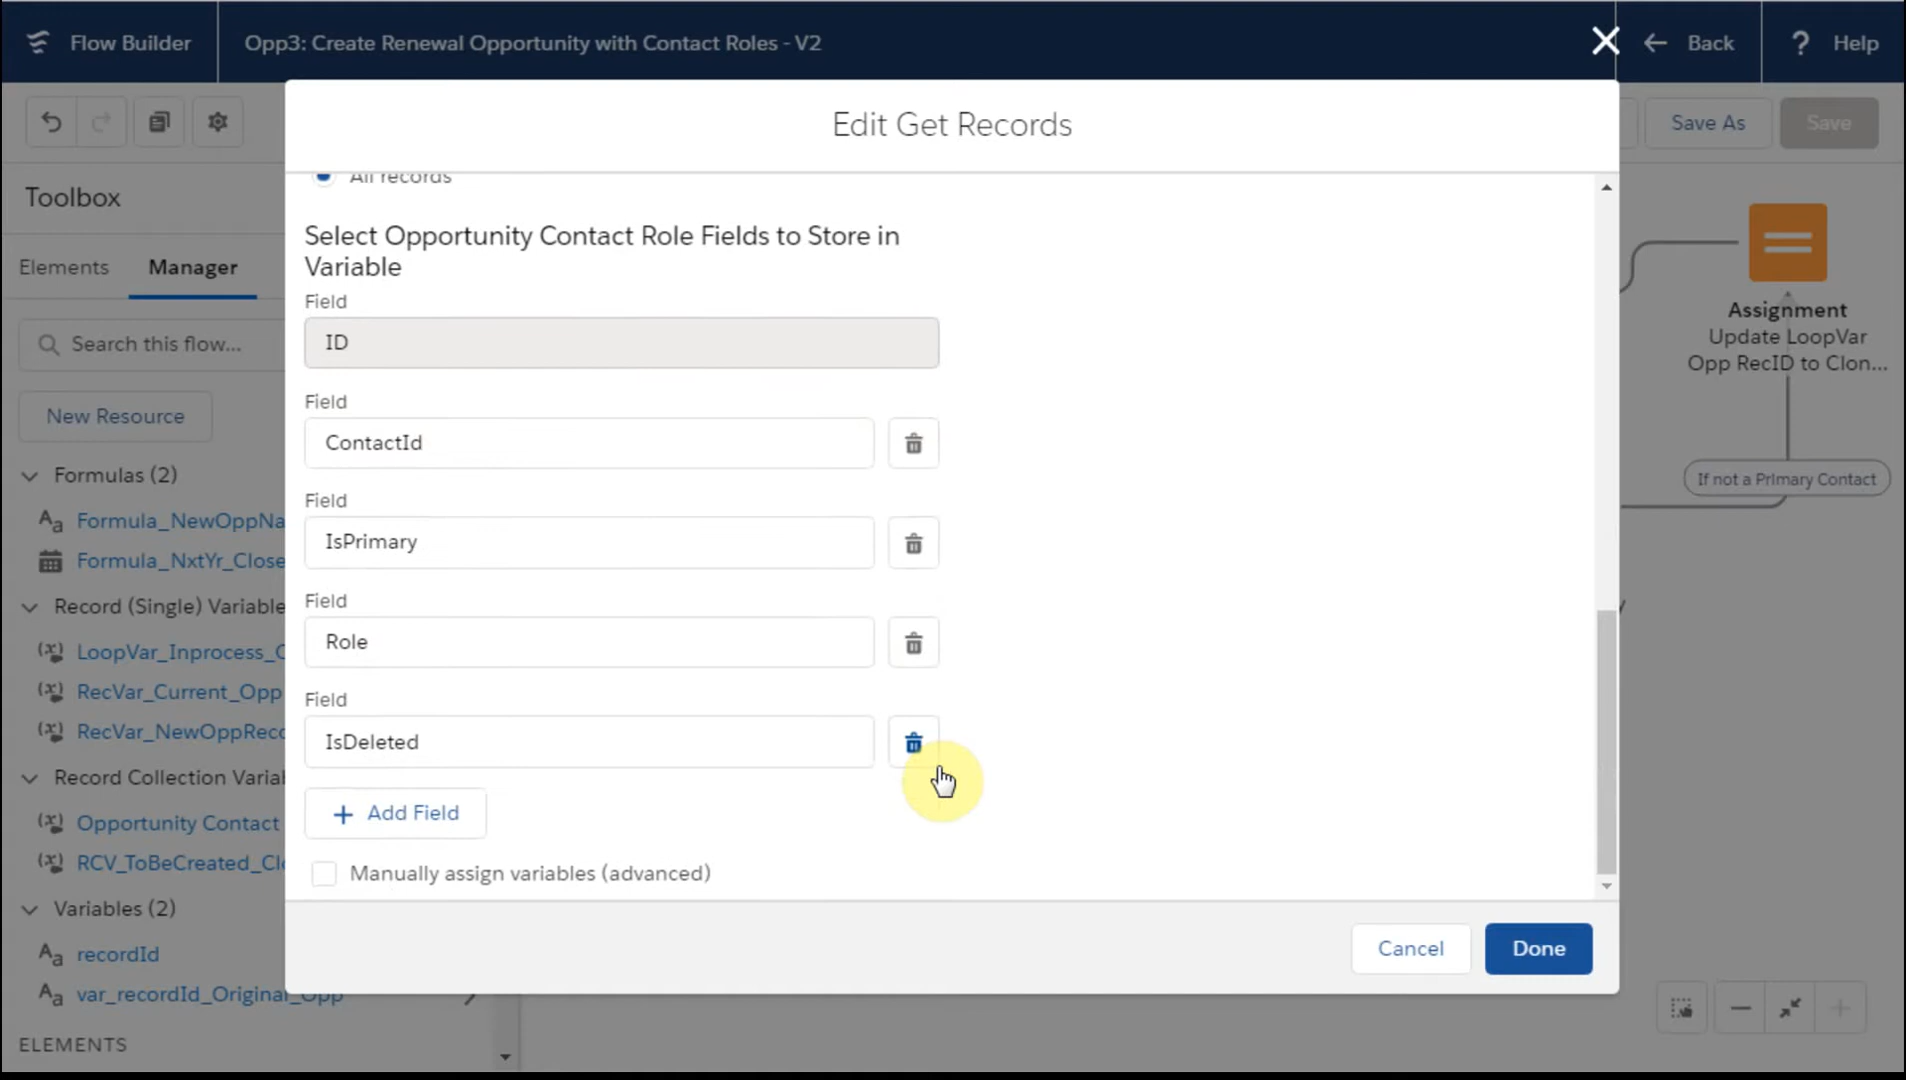 Flow Builder
Opp3: Create Renewal Opportunity with Contact Roles - V2
Back
? Help
Save As
Save
Edit Get Records
Toolbox
Elements
Manager
Search this flow...
New Resource
Formulas (2)
Formula_NewOppNa
Formula_NxtYr_Close
Record (Single) Variable
LoopVar_Inprocess_C
RecVar_Current_Opp
RecVar_NewOppReco
Record Collection Varial
Opportunity Contact
RCV_ToBeCreated_Clo
Variables (2)
recordId
var_recordId_Original_Opp
ELEMENTS
All records
Select Opportunity Contact Role Fields to Store in
Variable
Field
ID
Field
ContactId
Field
IsPrimary
Field
Role
Field
IsDeleted
+ Add Field
Manually assign variables (advanced)
Cancel
Done
Assignment
Update LoopVar
Opp RecID to Clon...
If not a Primary Contact